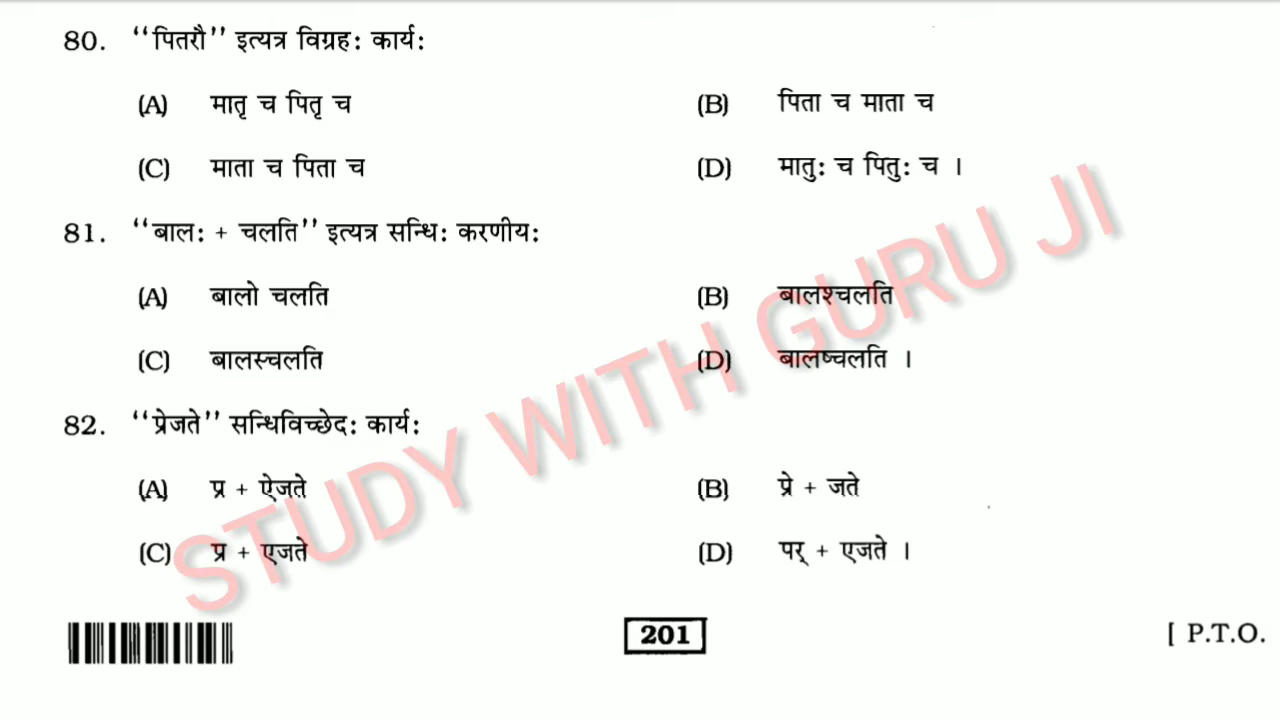 80. ‘‘पितरौ’’ इत्यत्र विग्रहः कार्यः
(A) मातृ च पितृ च (B) पिता च माता च
(C) माता च पिता च (D) मातुः च पितुः च ।
81. ‘‘बालः + चलति’’ इत्यत्र सन्धिः करणीयः
(A) बालो चलति (B) बालश्चलति
(C) बालस्चलति (D) बालष्चलति ।
82. ‘‘प्रेजते’’ सन्धिविच्छेदः कार्यः
(A) प्र + ऐजते (B) प्रे + जते
(C) प्र + एजते (D) पर् + एजते ।
STUDY WITH GURU JI
201 [ P.T.O.